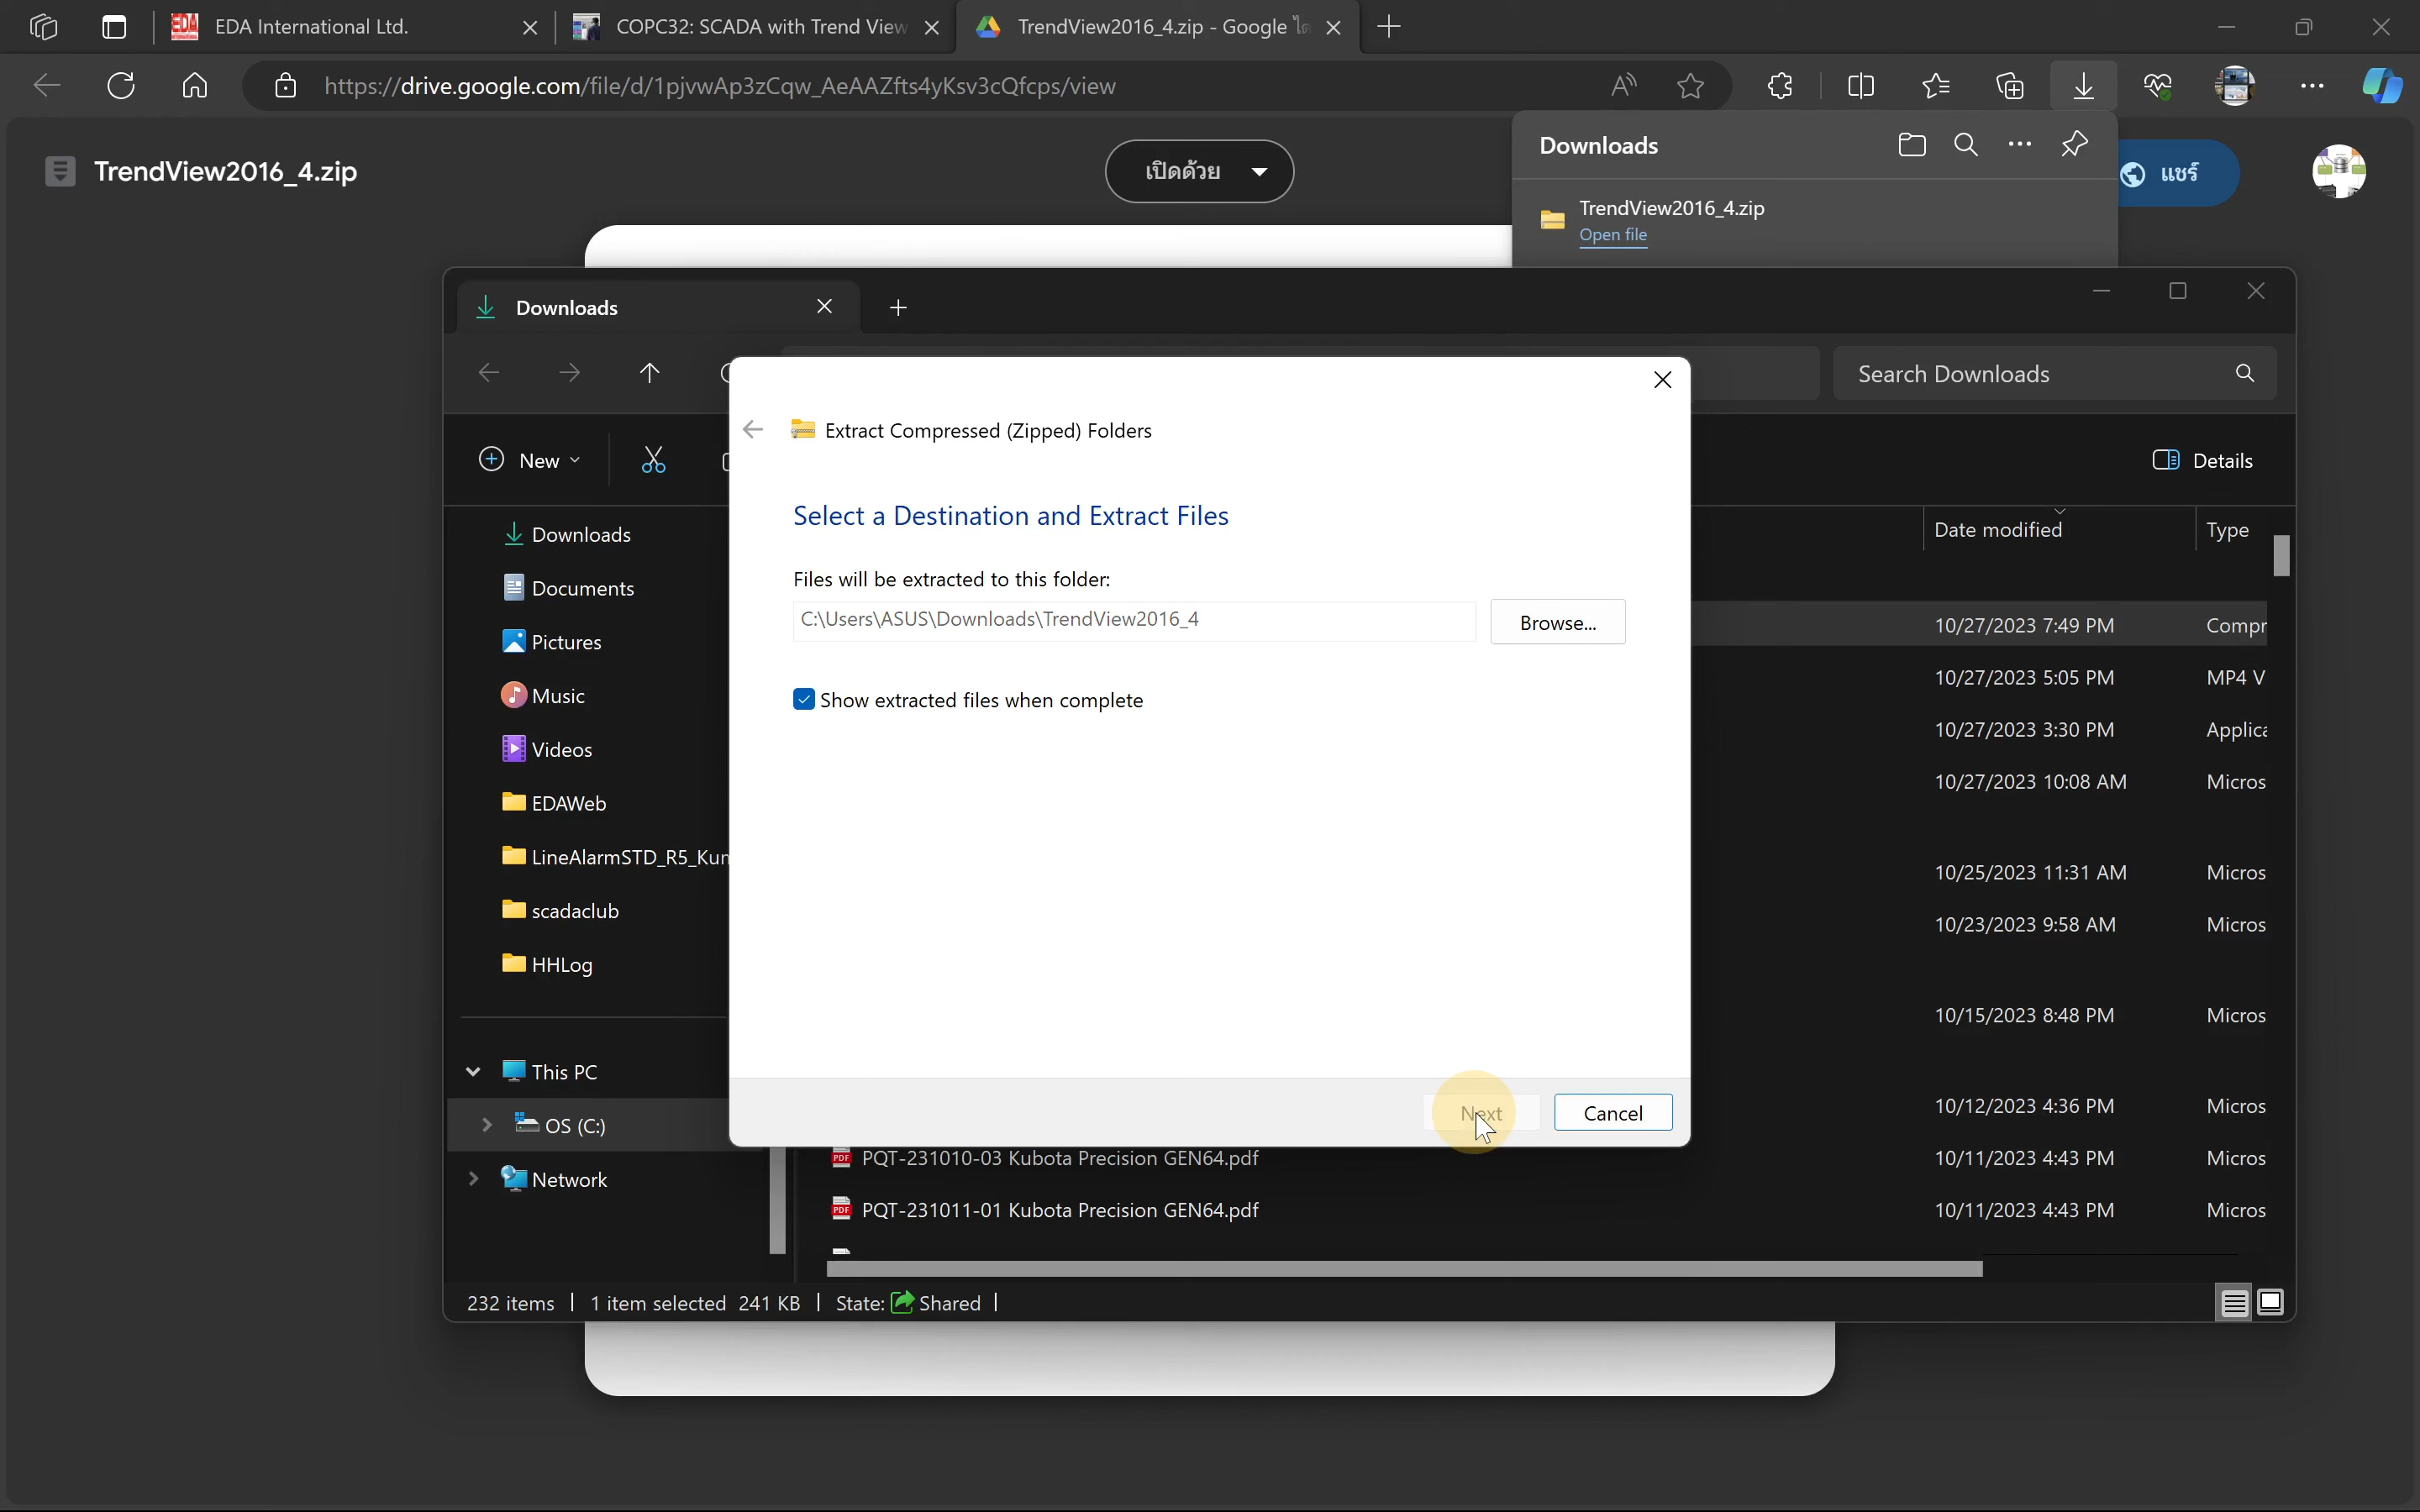 EDA International Ltd.
COPC32: SCADA with Trend View
TrendView2016_4.zip - Google ไ
https://drive.google.com/file/d/1pjvwAp3zCqw_AeAAZfts4yKsv3cQfcps/view
TrendView2016_4.zip
เปิดด้วย
Downloads
แชร์
TrendView2016_4.zip
Open file
Downloads
Search Downloads
Extract Compressed (Zipped) Folders
New
Details
Select a Destination and Extract Files
Date modified
Type
Downloads
Files will be extracted to this folder:
Documents
C:\Users\ASUS\Downloads\TrendView2016_4
Browse...
10/27/2023 7:49 PM
Compr
Pictures
10/27/2023 5:05 PM
MP4 V
Music
Show extracted files when complete
10/27/2023 3:30 PM
Applica
Videos
10/27/2023 10:08 AM
Micros
EDAWeb
LineAlarmSTD_R5_Kun
10/25/2023 11:31 AM
Micros
scadaclub
10/23/2023 9:58 AM
Micros
HHLog
10/15/2023 8:48 PM
Micros
This PC
Next
Cancel
10/12/2023 4:36 PM
Micros
OS (C:)
PDF PQT-231010-03 Kubota Precision GEN64.pdf
10/11/2023 4:43 PM
Micros
Network
PDF PQT-231011-01 Kubota Precision GEN64.pdf
10/11/2023 4:43 PM
Micros
232 items
1 item selected 241 KB
State: Shared